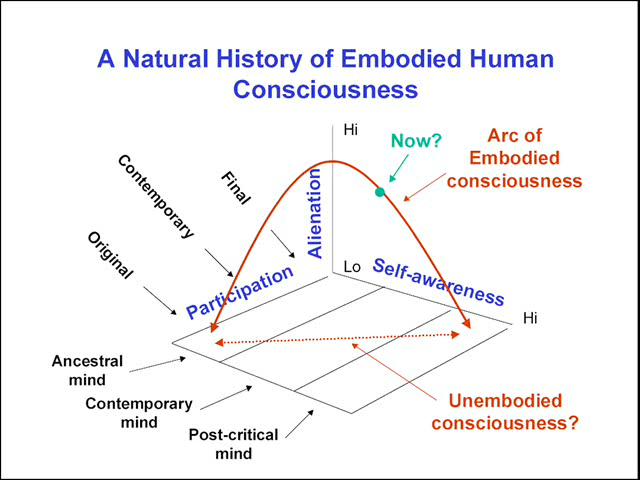 A Natural History of Embodied Human
Consciousness
Hi
Now?
Arc of
Embodied
consciousness
Contemporary
Final
Alienation
Original
Participation
Lo
Self-awareness
Hi
Ancestral
mind
Contemporary
mind
Post-critical
mind
Unembodied
consciousness?